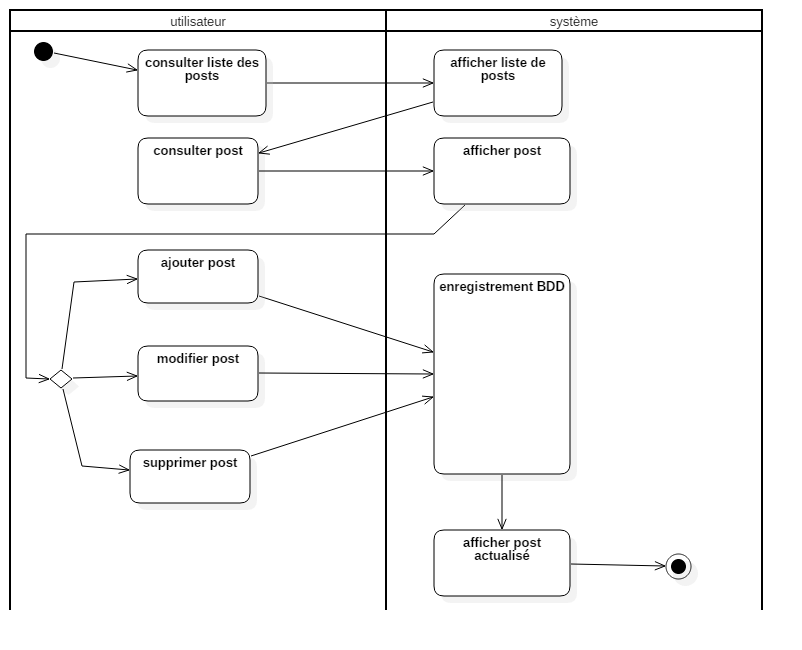 utilisateur
système
consulter liste des
posts
afficher liste de
posts
consulter post
afficher post
ajouter post
enregistrement BDD
modifier post
supprimer post
afficher post
actualisé